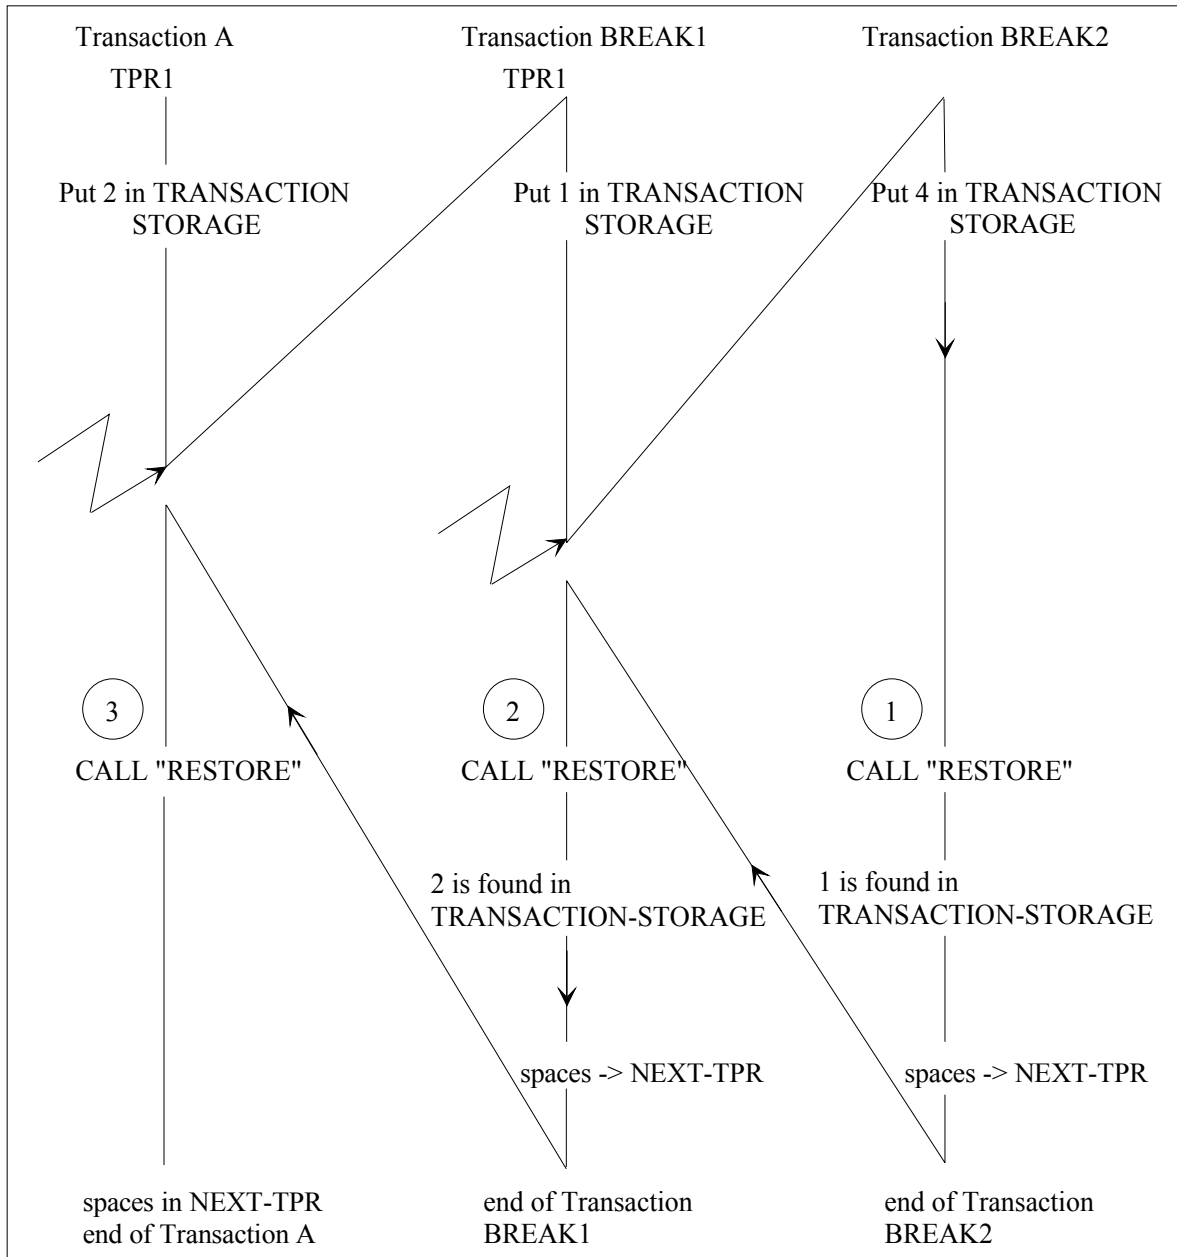 Transaction A
Transaction BREAK1
Transaction BREAK2
TPR1
TPR1
Put 2 in TRANSACTION
STORAGE
Put 1 in TRANSACTION
STORAGE
Put 4 in TRANSACTION
STORAGE
3
2
1
CALL "RESTORE"
CALL "RESTORE"
CALL "RESTORE"
2 is found in
TRANSACTION-STORAGE
1 is found in
TRANSACTION-STORAGE
spaces -> NEXT-TPR
spaces -> NEXT-TPR
spaces in NEXT-TPR
end of Transaction A
end of Transaction
BREAK1
end of Transaction
BREAK2